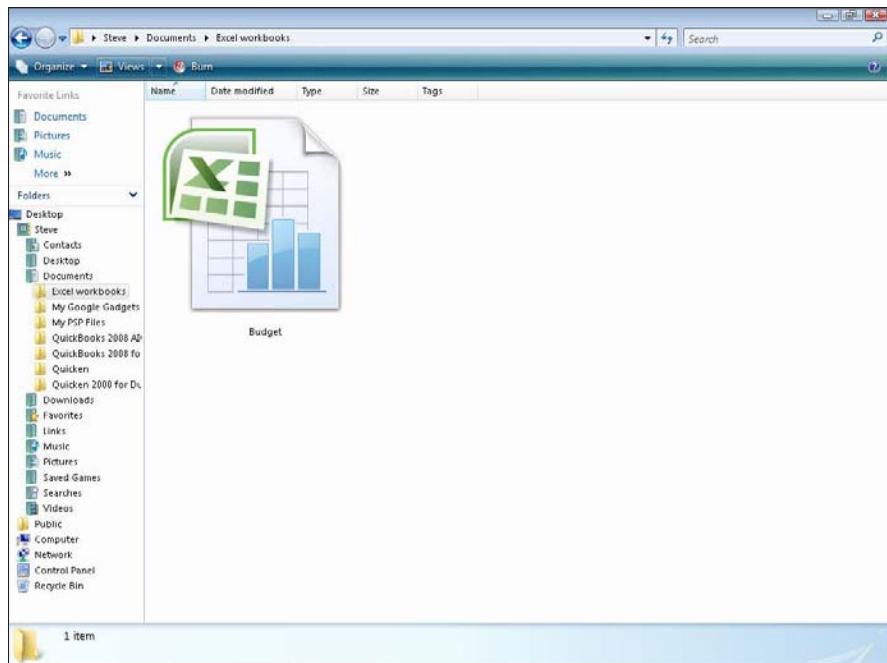 Steve Documents Excel workbooks Search
Organize Views Burn
Favorite Links
Name Date modified Type Size Tags
Documents
Pictures
Music
More »
Folders
Desktop
Steve
Contacts
Desktop
Documents
Excel workbooks
My Google Gadgets
My PSP Files
QuickBooks 2008
QuickBooks 2008 fo
Quicken
Quicken 2000 for
Downloads
Favorites
Links
Music
Pictures
Saved Games
Searches
Videos
Public
Computer
Network
Control Panel
Recycle Bin
Budget
1 item